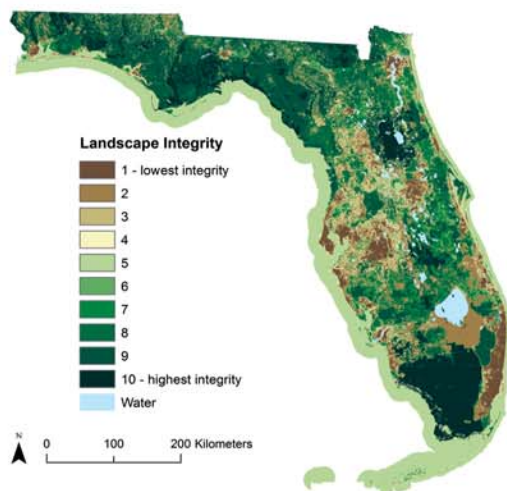 Landscape Integrity
1 - lowest integrity
2
3
4
5
6
7
8
9
10 - highest integrity
Water
N
0 100 200 Kilometers